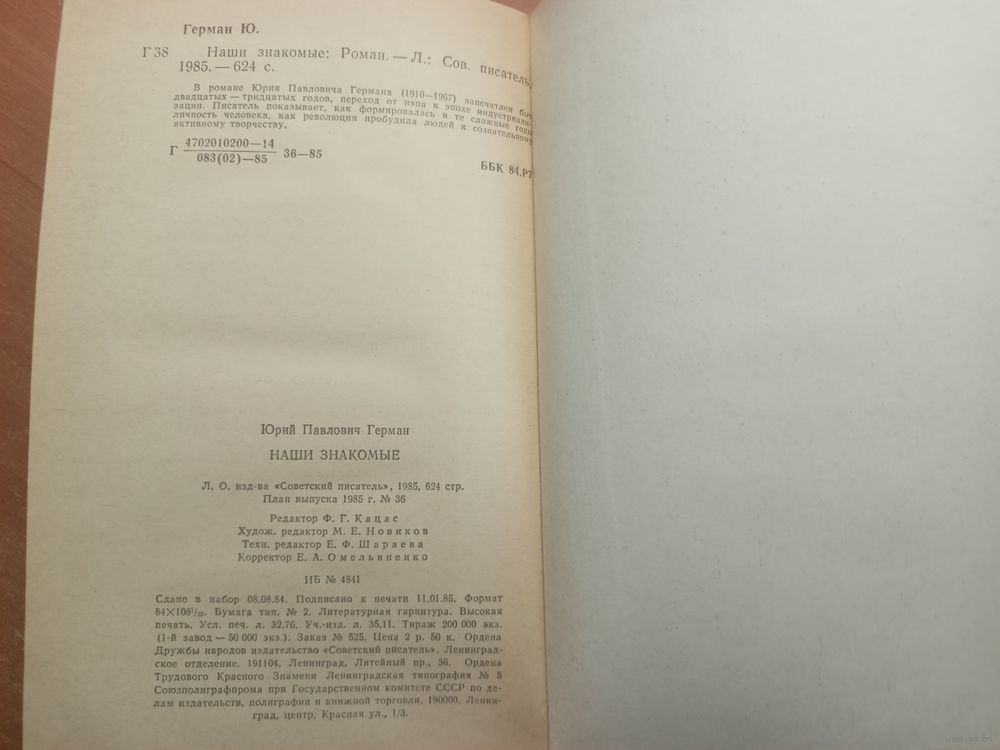 Герман Ю.
Г 38 Наши знакомые: Роман. — Л.: Сов. писатель,
1985. — 624 с.
В романе Юрия Павловича Германа (1910—1967) запечатлен быт
двадцатых — тридцатых годов, переход от нэпа к эпохе индустриали-
зации. Писатель показывает, как формировалась в те сложные годы
личность человека, как революция пробудила людей к сознательному
активному творчеству.
Г 4702010200—14
083(02)—85 36—85
ББК 84.Р7
Юрий Павлович Герман
НАШИ ЗНАКОМЫЕ
Л. О. изд-ва «Советский писатель», 1985, 624 стр.
План выпуска 1985 г. № 36
Редактор Ф. Г. Кацас
Худож. редактор М. Е. Новиков
Техн. редактор Е. Ф. Шараева
Корректор Е. А. Омельяненко
ИБ № 4841
Сдано в набор 08.08.84. Подписано к печати 11.01.85. Формат
84×108¹/₃₂. Бумага тип. № 2. Литературная гарнитура. Высокая
печать. Усл. печ. л. 32,76. Уч.-изд. л. 35,11. Тираж 200 000 экз.
(1-й завод — 50 000 экз.). Заказ № 525. Цена 2 р. 50 к. Ордена
Дружбы народов издательство «Советский писатель». Ленинград-
ское отделение. 191104, Ленинград, Литейный пр., 36. Ордена
Трудового Красного Знамени Ленинградская типография № 5
Союзполиграфпрома при Государственном комитете СССР по де-
лам издательств, полиграфии и книжной торговли. 190000, Ленин-
град, центр, Красная ул., 1/3.
ay.by